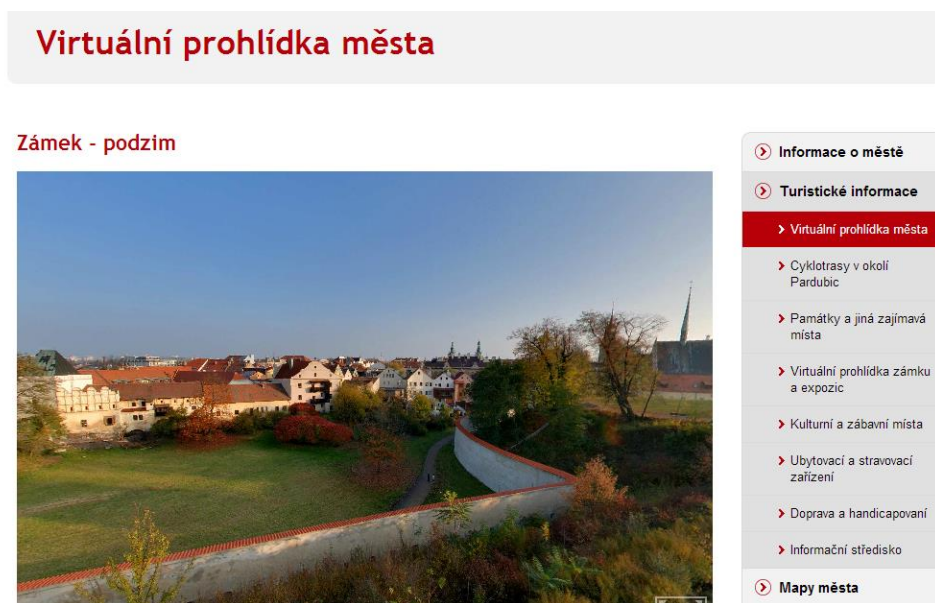 Virtuální prohlídka města
Zámek - podzim
Informace o městě
Turistické informace
Virtuální prohlídka města
Cyklotrasy v okolí
Pardubic
Památky a jiná zajímavá
místa
Virtuální prohlídka zámku
a expozic
Kulturní a zábavní místa
Ubytovací a stravovací
zařízení
Doprava a handicapovaní
Informační středisko
Mapy města